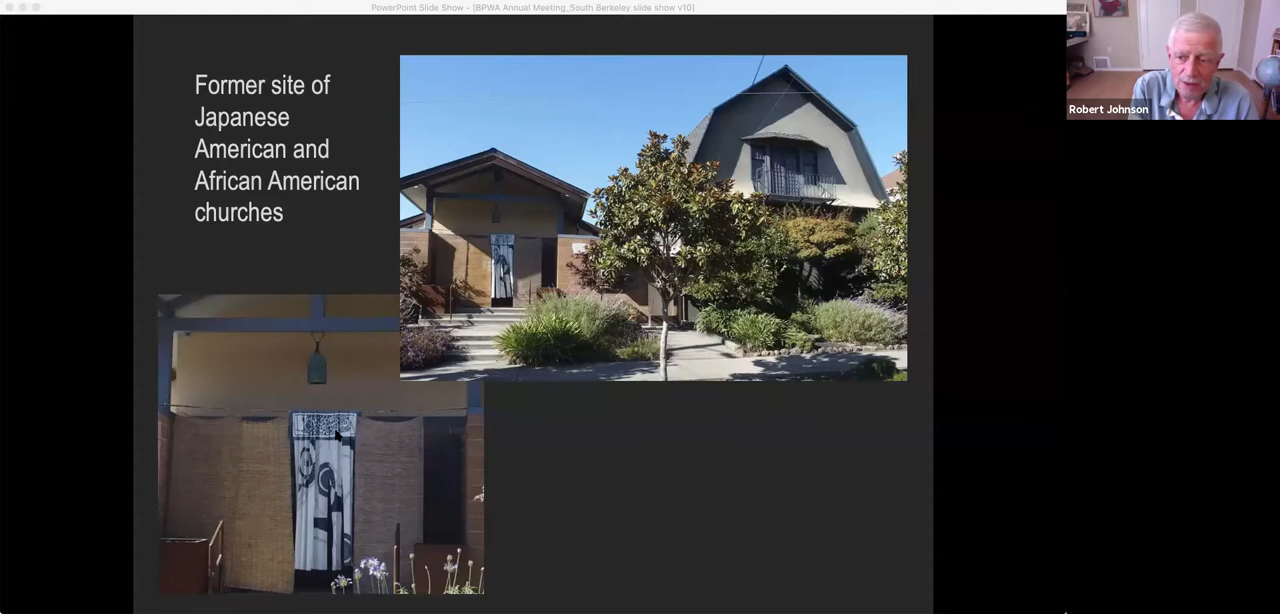 PowerPoint Slide Show - [BPWA Annual Meeting_South Berkeley slide show v10]
Former site of
Japanese
American and
African American
churches
Robert Johnson